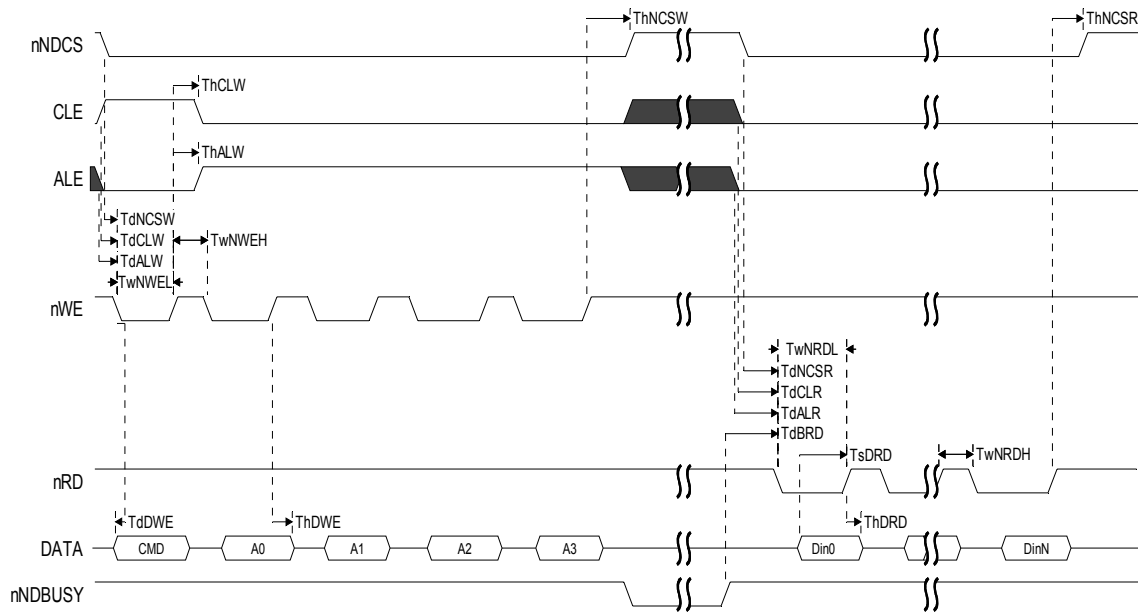 ThNCSW
ThNCSR
nNDCS
ThCLW
CLE
ThALW
ALE
TdNCSW
TdCLW
TwNWEH
TdALW
TwNWEL
nWE
TwNRDL
TdNCSR
TdCLR
TdALR
TdBRD
TsDRD
TwNRDH
nRD
TdDWE
ThDWE
ThDRD
DATA
CMD
A0
A1
A2
A3
Din0
DinN
nNDBUSY